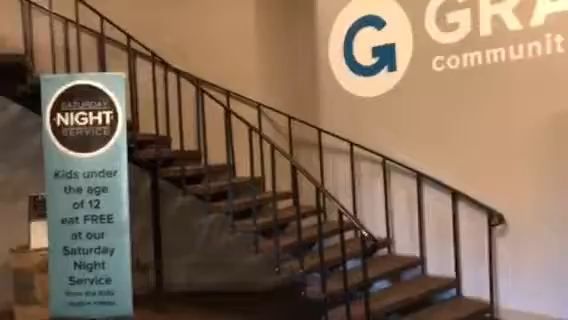 SATURDAY
NIGHT
SERVICE
Kids under
the age
of 12
eat FREE
at our
Saturday
Night
Service
G
GRA
communit